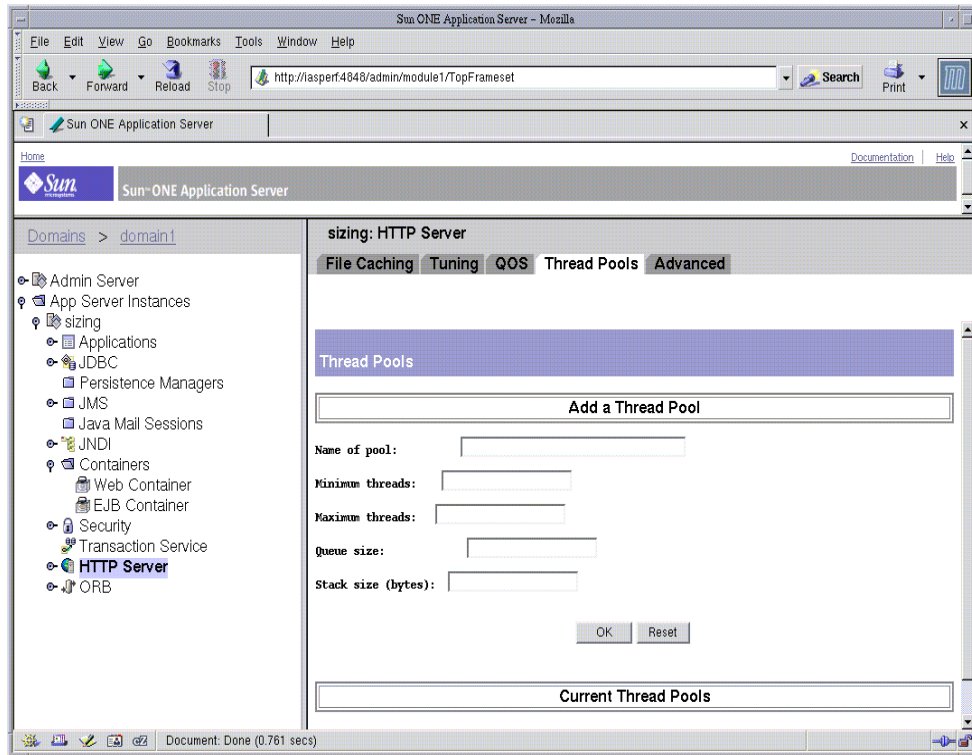 Sun ONE Application Server - Mozilla
File Edit View Go Bookmarks Tools Window Help
Back Forward Reload Stop http://iasperf:4848/admin/module1/TopFrameset Search Print
Sun ONE Application Server x
Home Documentation Help
Sun microsystems Sun ONE Application Server
Domains > domain1
Admin Server
App Server Instances
sizing
Applications
JDBC
Persistence Managers
JMS
Java Mail Sessions
JNDI
Containers
Web Container
EJB Container
Security
Transaction Service
HTTP Server
ORB
sizing: HTTP Server
File Caching Tuning QOS Thread Pools Advanced
Thread Pools
Add a Thread Pool
Name of pool:
Minimum threads:
Maximum threads:
Queue size:
Stack size (bytes):
OK Reset
Current Thread Pools
Document: Done (0.761 secs)